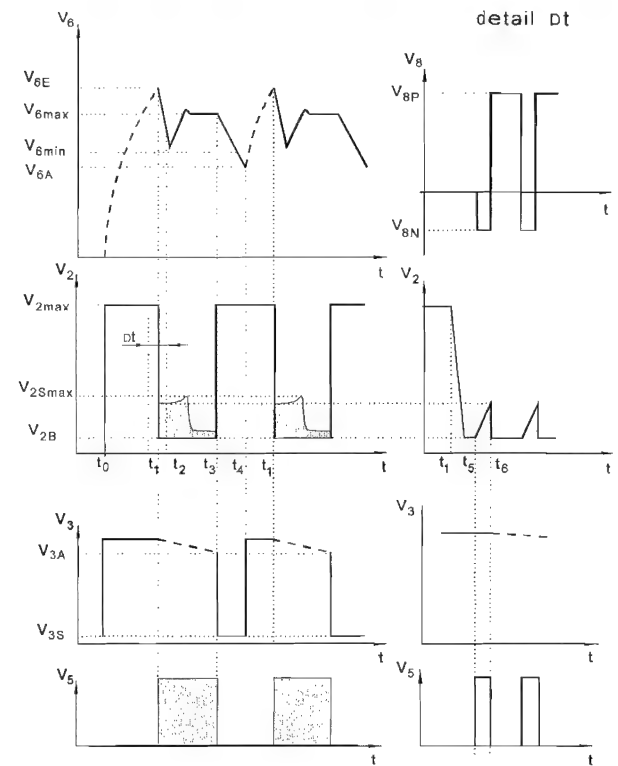 detail Dt
V6
V6E
V6max
V6min
V6A
t
V8
V8P
V8N
t
V2
V2max
Dt
V2Smax
V2B
t0
t1
t2
t3
t4
t1
t
V2
t1
t5
t6
t
V3
V3A
V3S
t
V3
t
V5
t
V5
t